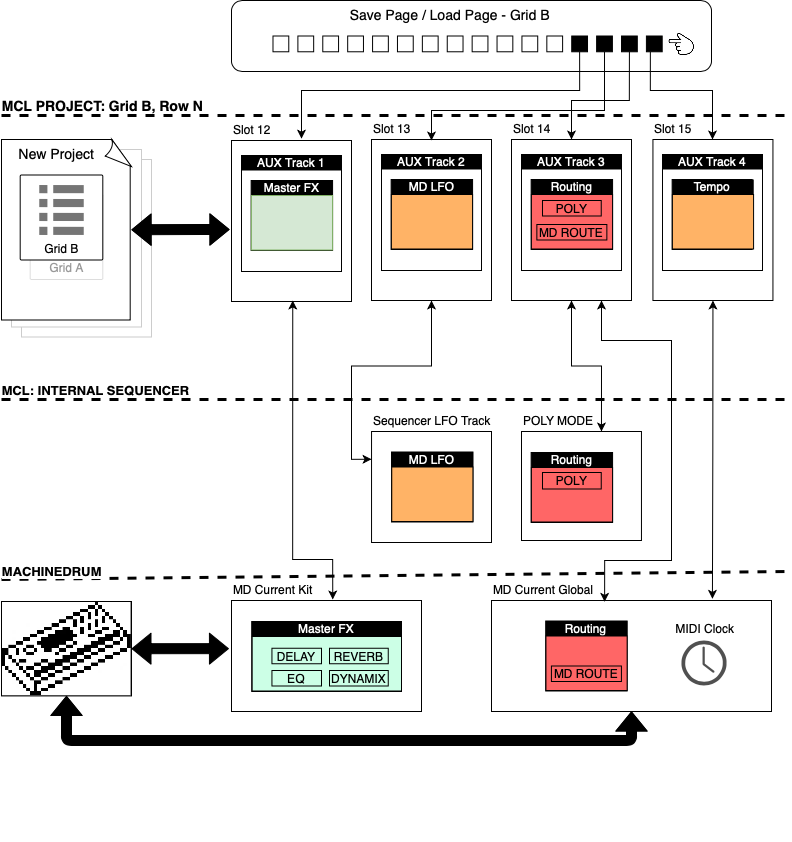 Save Page / Load Page - Grid B
MCL PROJECT: Grid B, Row N
Slot 12
Slot 13
Slot 14
Slot 15
New Project
Grid B
Grid A
AUX Track 1
Master FX
AUX Track 2
MD LFO
AUX Track 3
Routing
POLY
MD ROUTE
AUX Track 4
Tempo
MCL: INTERNAL SEQUENCER
Sequencer LFO Track
MD LFO
POLY MODE
Routing
POLY
MACHINEDRUM
MD Current Kit
Master FX
DELAY
REVERB
EQ
DYNAMIX
MD Current Global
Routing
MD ROUTE
MIDI Clock